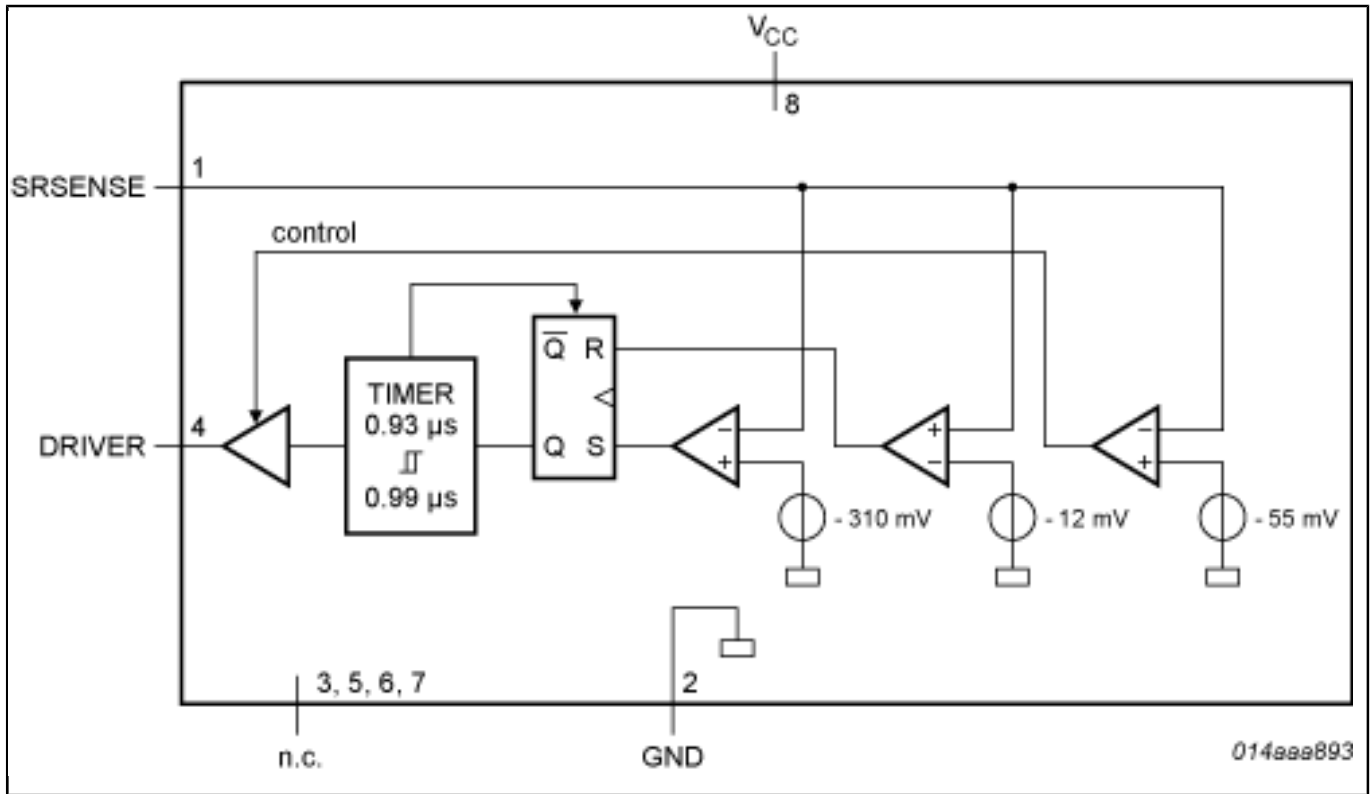 VCC
8
1
SRSENSE
control
Q R
TIMER
0.93 µs
0.99 µs
4
DRIVER
Q S
− + + − − +
- 310 mV
- 12 mV
- 55 mV
3, 5, 6, 7
2
n.c.
GND
014aaa893